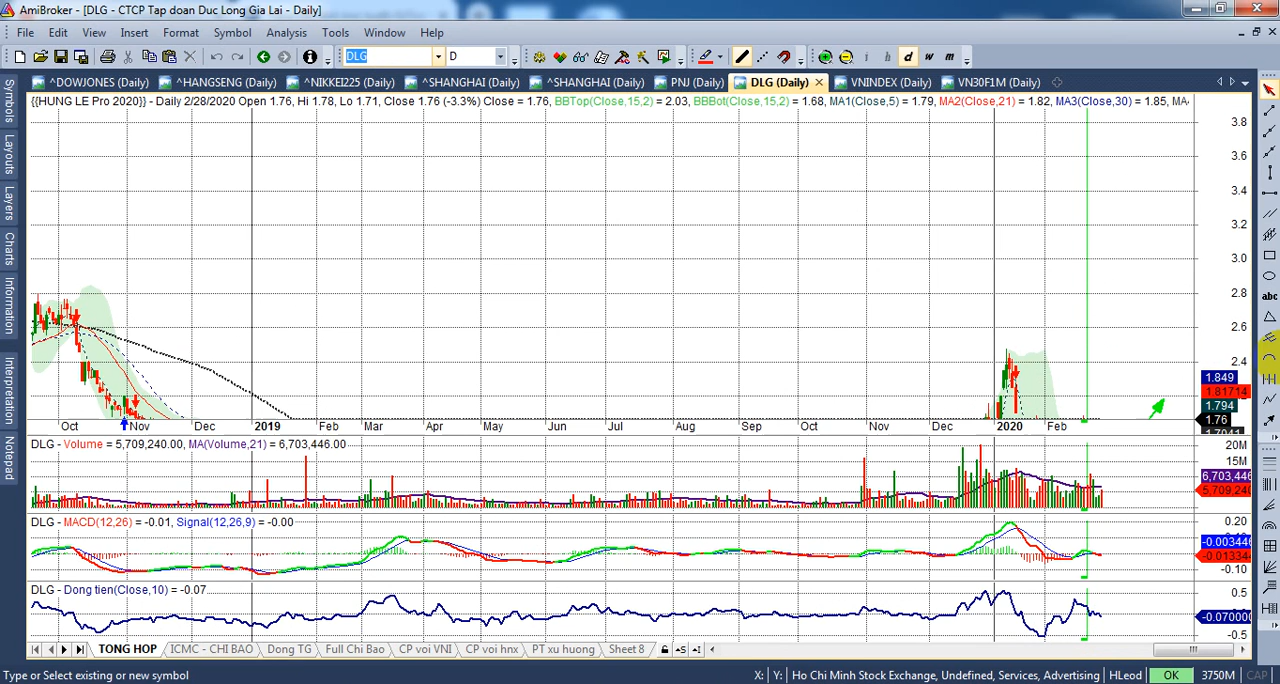 AmiBroker - [DLG - CTCP Tap doan Duc Long Gia Lai - Daily]
File Edit View Insert Format Symbol Analysis Tools Window Help
DLG D i h d w m
^DOWJONES (Daily) ^HANGSENG (Daily) ^NIKKEI225 (Daily) ^SHANGHAI (Daily) ^SHANGHAI (Daily) PNJ (Daily) DLG (Daily) VNINDEX (Daily) VN30F1M (Daily)
{{HUNG LE Pro 2020}} - Daily 2/28/2020 Open 1.76, Hi 1.78, Lo 1.71, Close 1.76 (-3.3%) Close = 1.76, BBTop(Close,15,2) = 2.03, BBBot(Close,15,2) = 1.68, MA1(Close,5) = 1.79, MA2(Close,21) = 1.82, MA3(Close,30) = 1.85, MA
Symbols
Layouts
Layers
Charts
Information
Interpretation
Notepad
abc
3.8
3.6
3.4
3.2
3.0
2.8
2.6
2.4
1.849
1.81714
1.794
1.76
1.7941
Oct Nov Dec 2019 Feb Mar Apr May Jun Jul Aug Sep Oct Nov Dec 2020 Feb
DLG - Volume = 5,709,240.00, MA(Volume,21) = 6,703,446.00
20M
15M
6,703,446
5,709,240
DLG - MACD(12,26) = -0.01, Signal(12,26,9) = -0.00
0.20
-0.003446
-0.01334
-0.10
DLG - Dong tien(Close,10) = -0.07
0.5
-0.07000
-0.5
TONG HOP ICMC - CHI BAO Dong TG Full Chi Bao CP voi VNI CP voi hnx PT xu huong Sheet 8
Type or Select existing or new symbol X: Y: Ho Chi Minh Stock Exchange, Undefined, Services, Advertising HLeod OK 3750M CAP